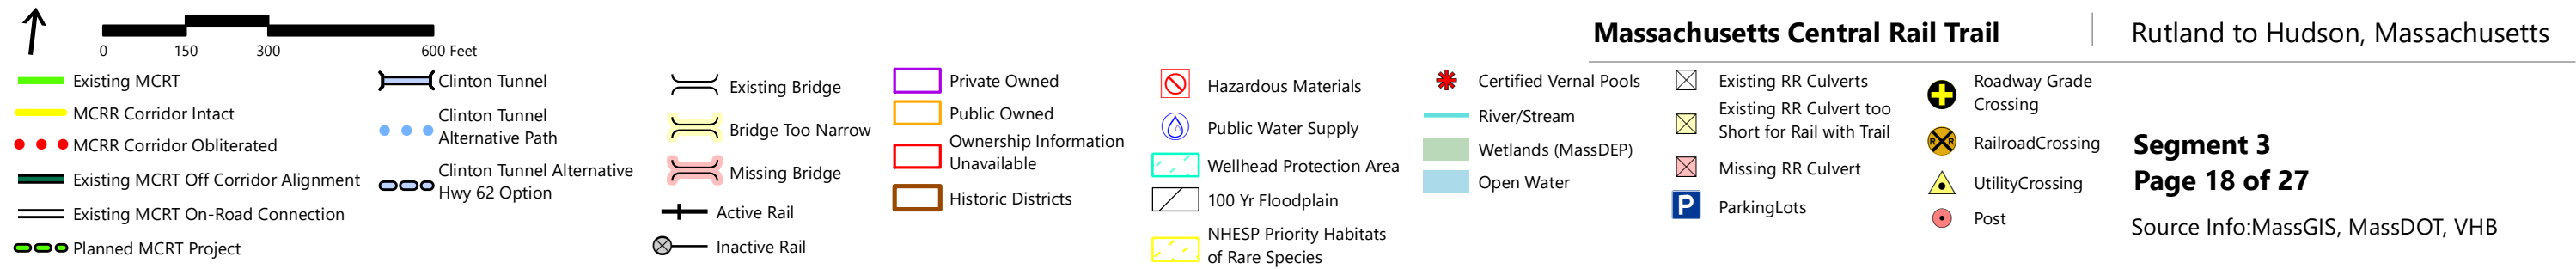 Massachusetts Central Rail Trail
Rutland to Hudson, Massachusetts
0 150 300 600 Feet
Existing MCRT
MCRR Corridor Intact
MCRR Corridor Obliterated
Existing MCRT Off Corridor Alignment
Existing MCRT On-Road Connection
Planned MCRT Project
Clinton Tunnel
Clinton Tunnel
Alternative Path
Clinton Tunnel Alternative
Hwy 62 Option
Existing Bridge
Bridge Too Narrow
Missing Bridge
Active Rail
Inactive Rail
Private Owned
Public Owned
Ownership Information
Unavailable
Historic Districts
Hazardous Materials
Public Water Supply
Wellhead Protection Area
100 Yr Floodplain
NHESP Priority Habitats
of Rare Species
Certified Vernal Pools
River/Stream
Wetlands (MassDEP)
Open Water
Existing RR Culverts
Existing RR Culvert too
Short for Rail with Trail
Missing RR Culvert
P ParkingLots
Roadway Grade
Crossing
R R RailroadCrossing
UtilityCrossing
Post
Segment 3
Page 18 of 27
Source Info:MassGIS, MassDOT, VHB